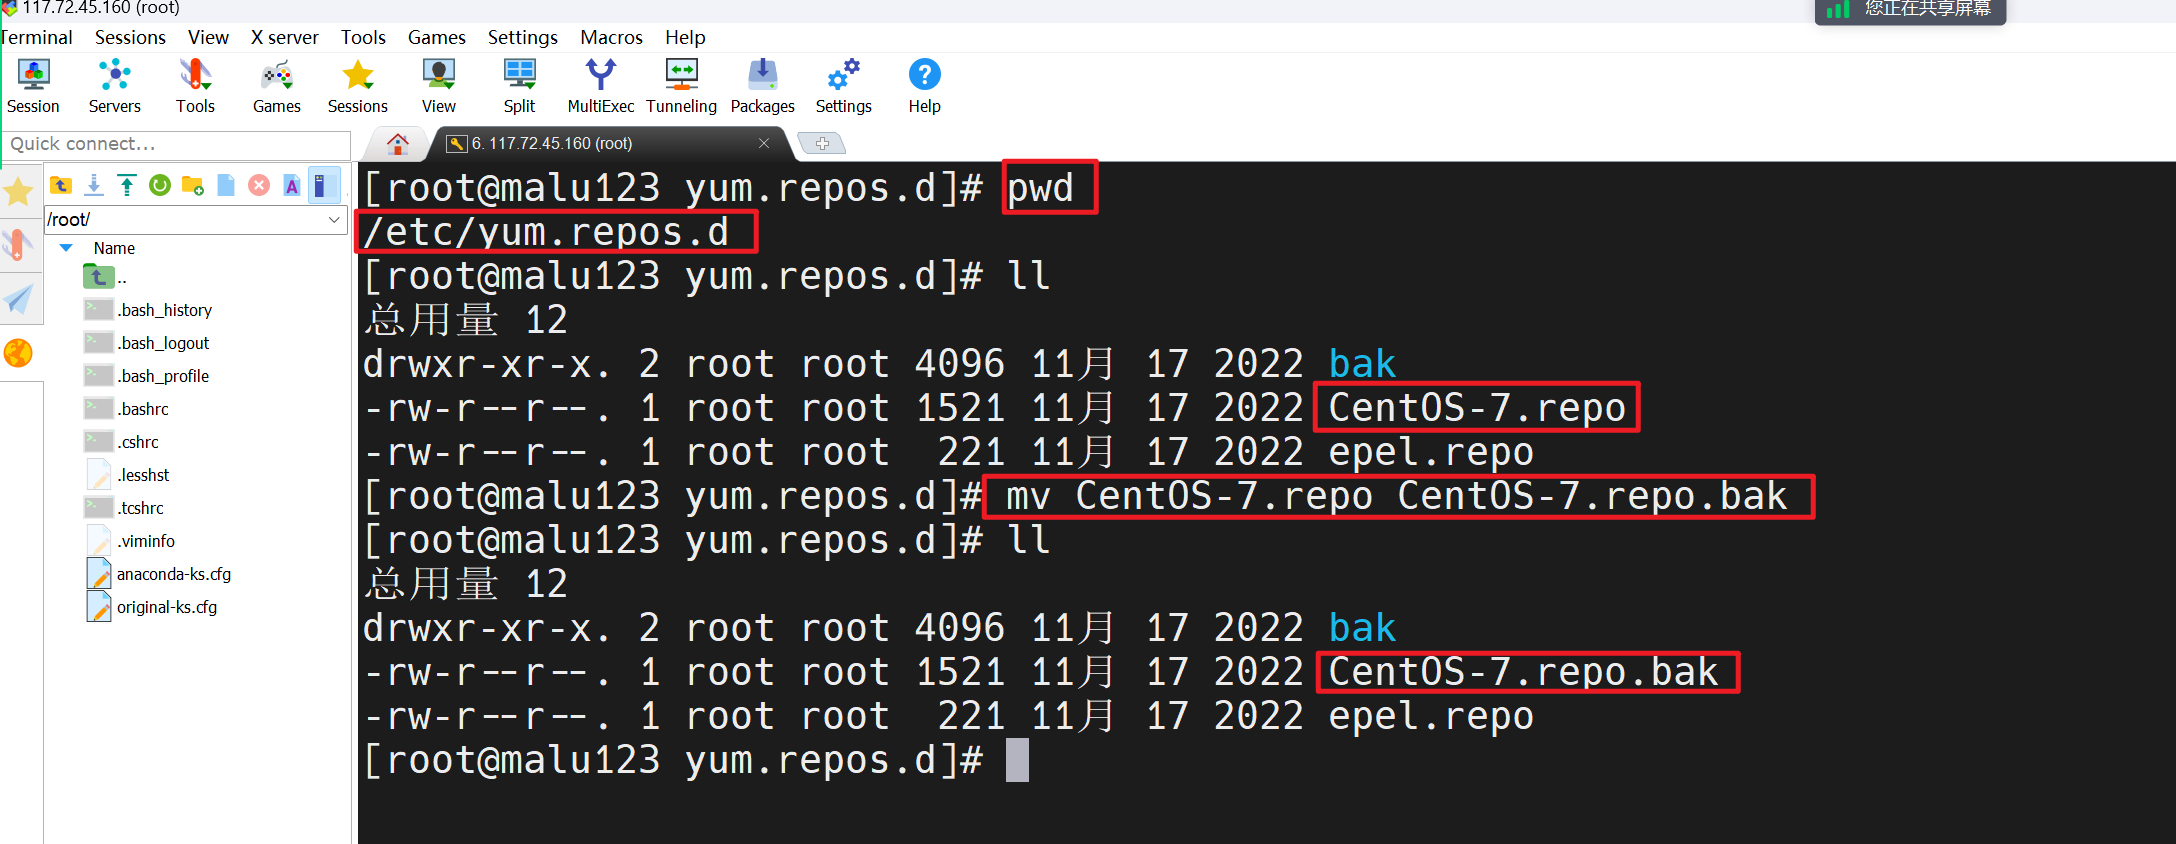 117.72.45.160 (root)
您正在共享屏幕
Terminal Sessions View X server Tools Games Settings Macros Help
Session Servers Tools Games Sessions View Split MultiExec Tunneling Packages Settings Help
Quick connect...
6. 117.72.45.160 (root)
/root/
Name
..
.bash_history
.bash_logout
.bash_profile
.bashrc
.cshrc
.lesshst
.tcshrc
.viminfo
anaconda-ks.cfg
original-ks.cfg
[root@malu123 yum.repos.d]# pwd
/etc/yum.repos.d
[root@malu123 yum.repos.d]# ll
总用量 12
drwxr-xr-x. 2 root root 4096 11月 17 2022 bak
-rw-r--r--. 1 root root 1521 11月 17 2022 CentOS-7.repo
-rw-r--r--. 1 root root  221 11月 17 2022 epel.repo
[root@malu123 yum.repos.d]# mv CentOS-7.repo CentOS-7.repo.bak
[root@malu123 yum.repos.d]# ll
总用量 12
drwxr-xr-x. 2 root root 4096 11月 17 2022 bak
-rw-r--r--. 1 root root 1521 11月 17 2022 CentOS-7.repo.bak
-rw-r--r--. 1 root root  221 11月 17 2022 epel.repo
[root@malu123 yum.repos.d]#